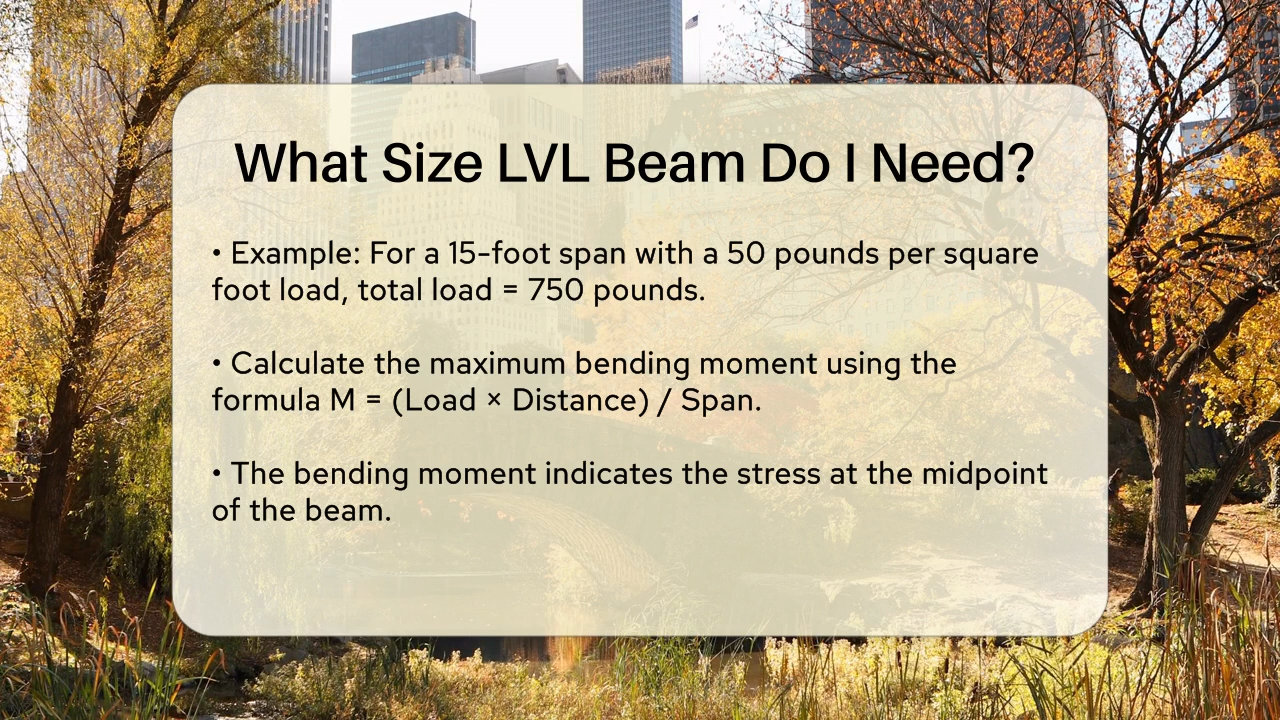 What Size LVL Beam Do I Need?
• Example: For a 15-foot span with a 50 pounds per square
foot load, total load = 750 pounds.
• Calculate the maximum bending moment using the
formula M = (Load × Distance) / Span.
• The bending moment indicates the stress at the midpoint
of the beam.